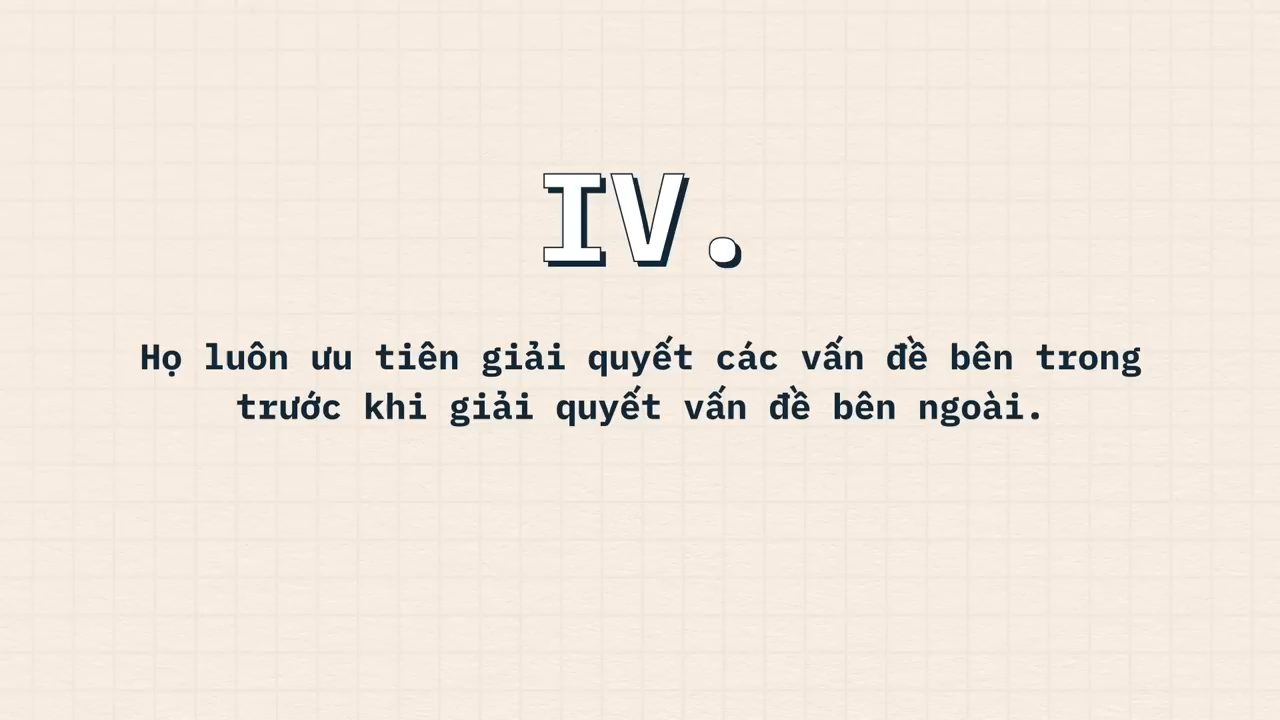 IV.
Họ luôn ưu tiên giải quyết các vấn đề bên trong
trước khi giải quyết vấn đề bên ngoài.